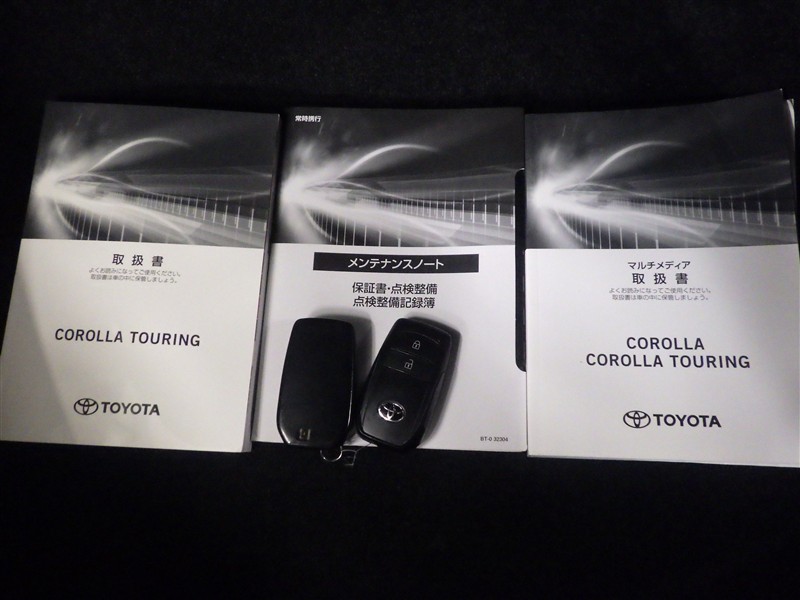 取扱書
よくお読みになってご使用ください。
取扱書は車の中に保管しましょう。
COROLLA TOURING
TOYOTA
常時携行
メンテナンスノート
保証書・点検整備
点検整備記録簿
BT-0 32304
マルチメディア
取扱書
よくお読みになってご使用ください。
取扱書は車の中に保管しましょう。
COROLLA
COROLLA TOURING
TOYOTA